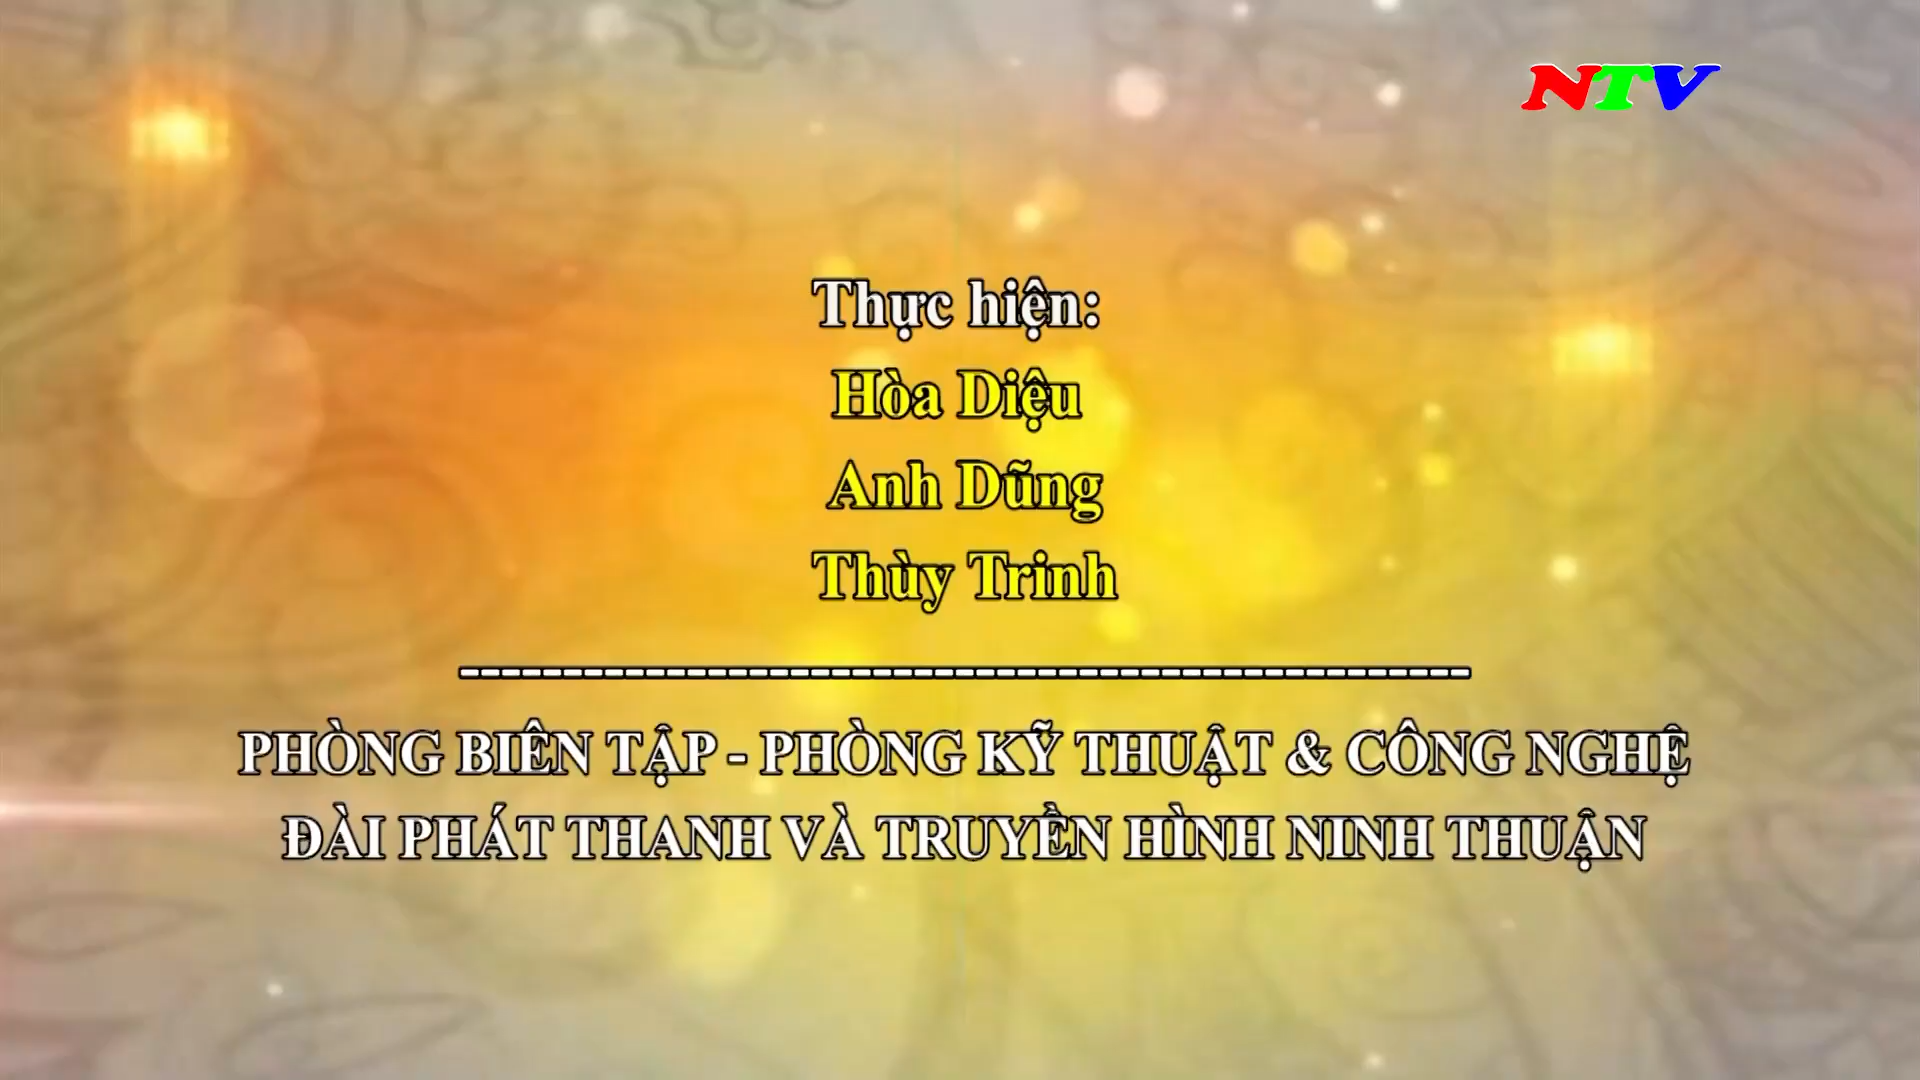 NTV
Thực hiện:
Hòa Diệu
Anh Dũng
Thùy Trinh
-------------------------------------------------
PHÒNG BIÊN TẬP - PHÒNG KỸ THUẬT & CÔNG NGHỆ
ĐÀI PHÁT THANH VÀ TRUYỀN HÌNH NINH THUẬN